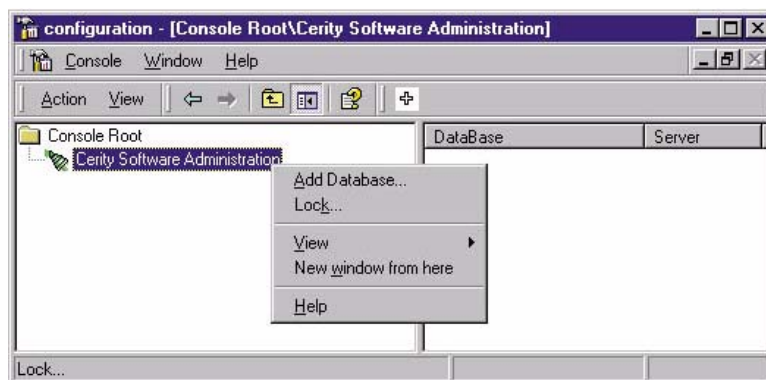 configuration - [Console Root\Cerity Software Administration]
Console Window Help
Action View
Console Root
Cerity Software Administration
DataBase Server
Add Database...
Lock...
View
New window from here
Help
Lock...